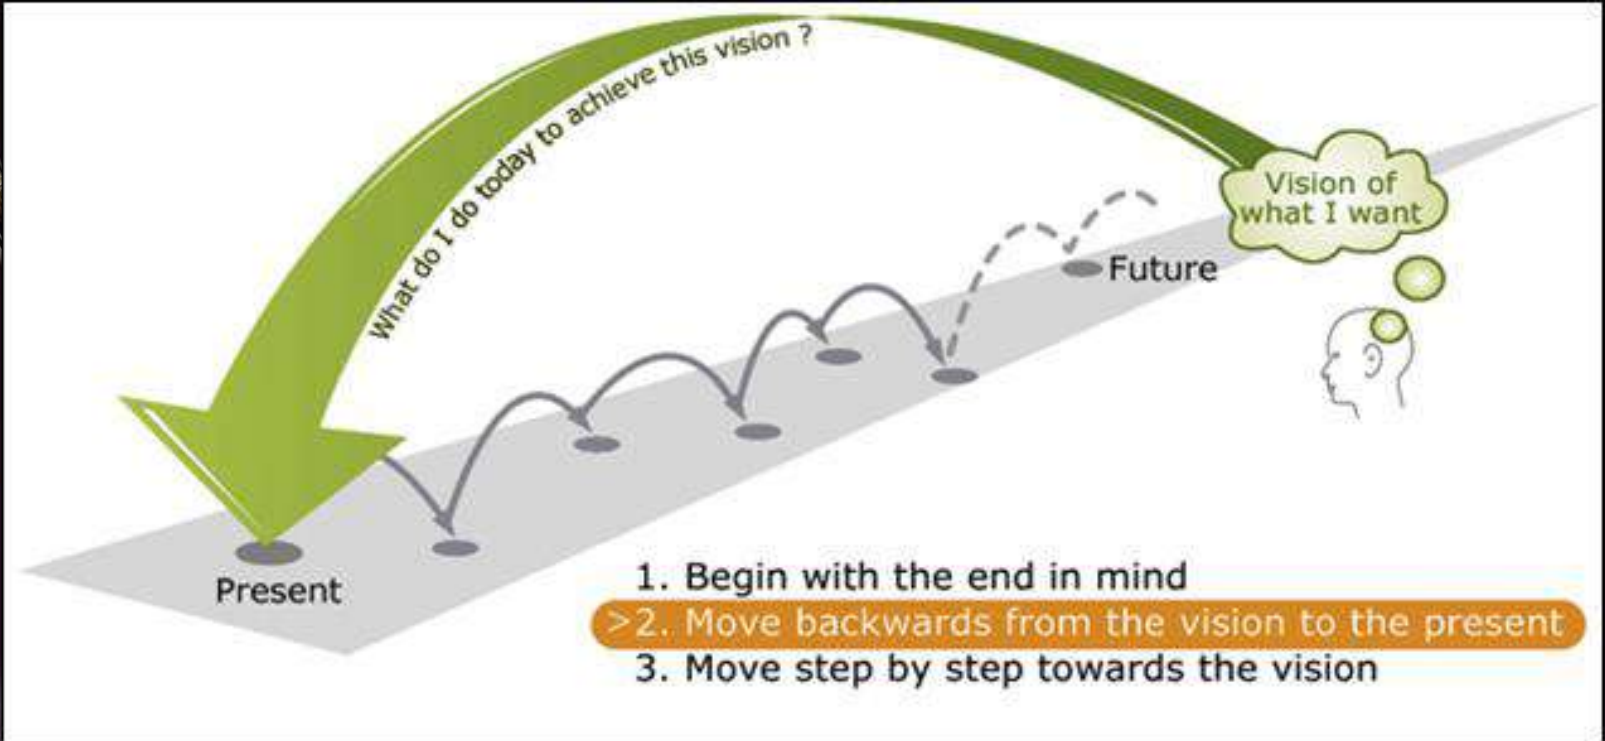 What do I do today to achieve this vision ?
Vision of
what I want
Future
Present
1. Begin with the end in mind
>2. Move backwards from the vision to the present
3. Move step by step towards the vision